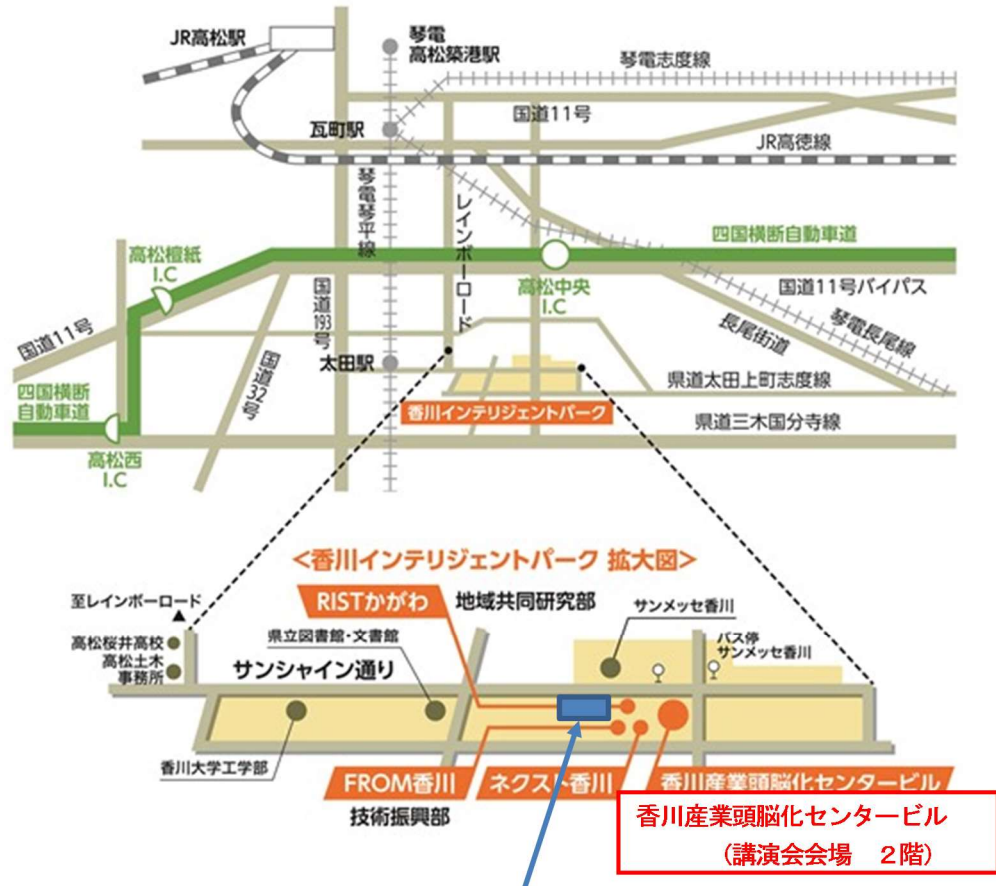 JR高松駅
琴電
高松築港駅
琴電志度線
国道11号
瓦町駅
JR高徳線
琴電琴平線
レインボーロード
四国横断自動車道
高松檀紙
I.C
高松中央
I.C
国道11号バイパス
国道11号
国道193号
長尾街道
琴電長尾線
太田駅
国道32号
県道太田上町志度線
四国横断
自動車道
香川インテリジェントパーク
県道三木国分寺線
高松西
I.C
<香川インテリジェントパーク 拡大図>
至レインボーロード
RISTかがわ
地域共同研究部
サンメッセ香川
高松桜井高校
県立図書館・文書館
バス停
サンメッセ香川
高松土木
事務所
サンシャイン通り
香川大学工学部
FROM香川
ネクスト香川
香川産業頭脳化センタービル
技術振興部
香川産業頭脳化センタービル
(講演会会場 2階)